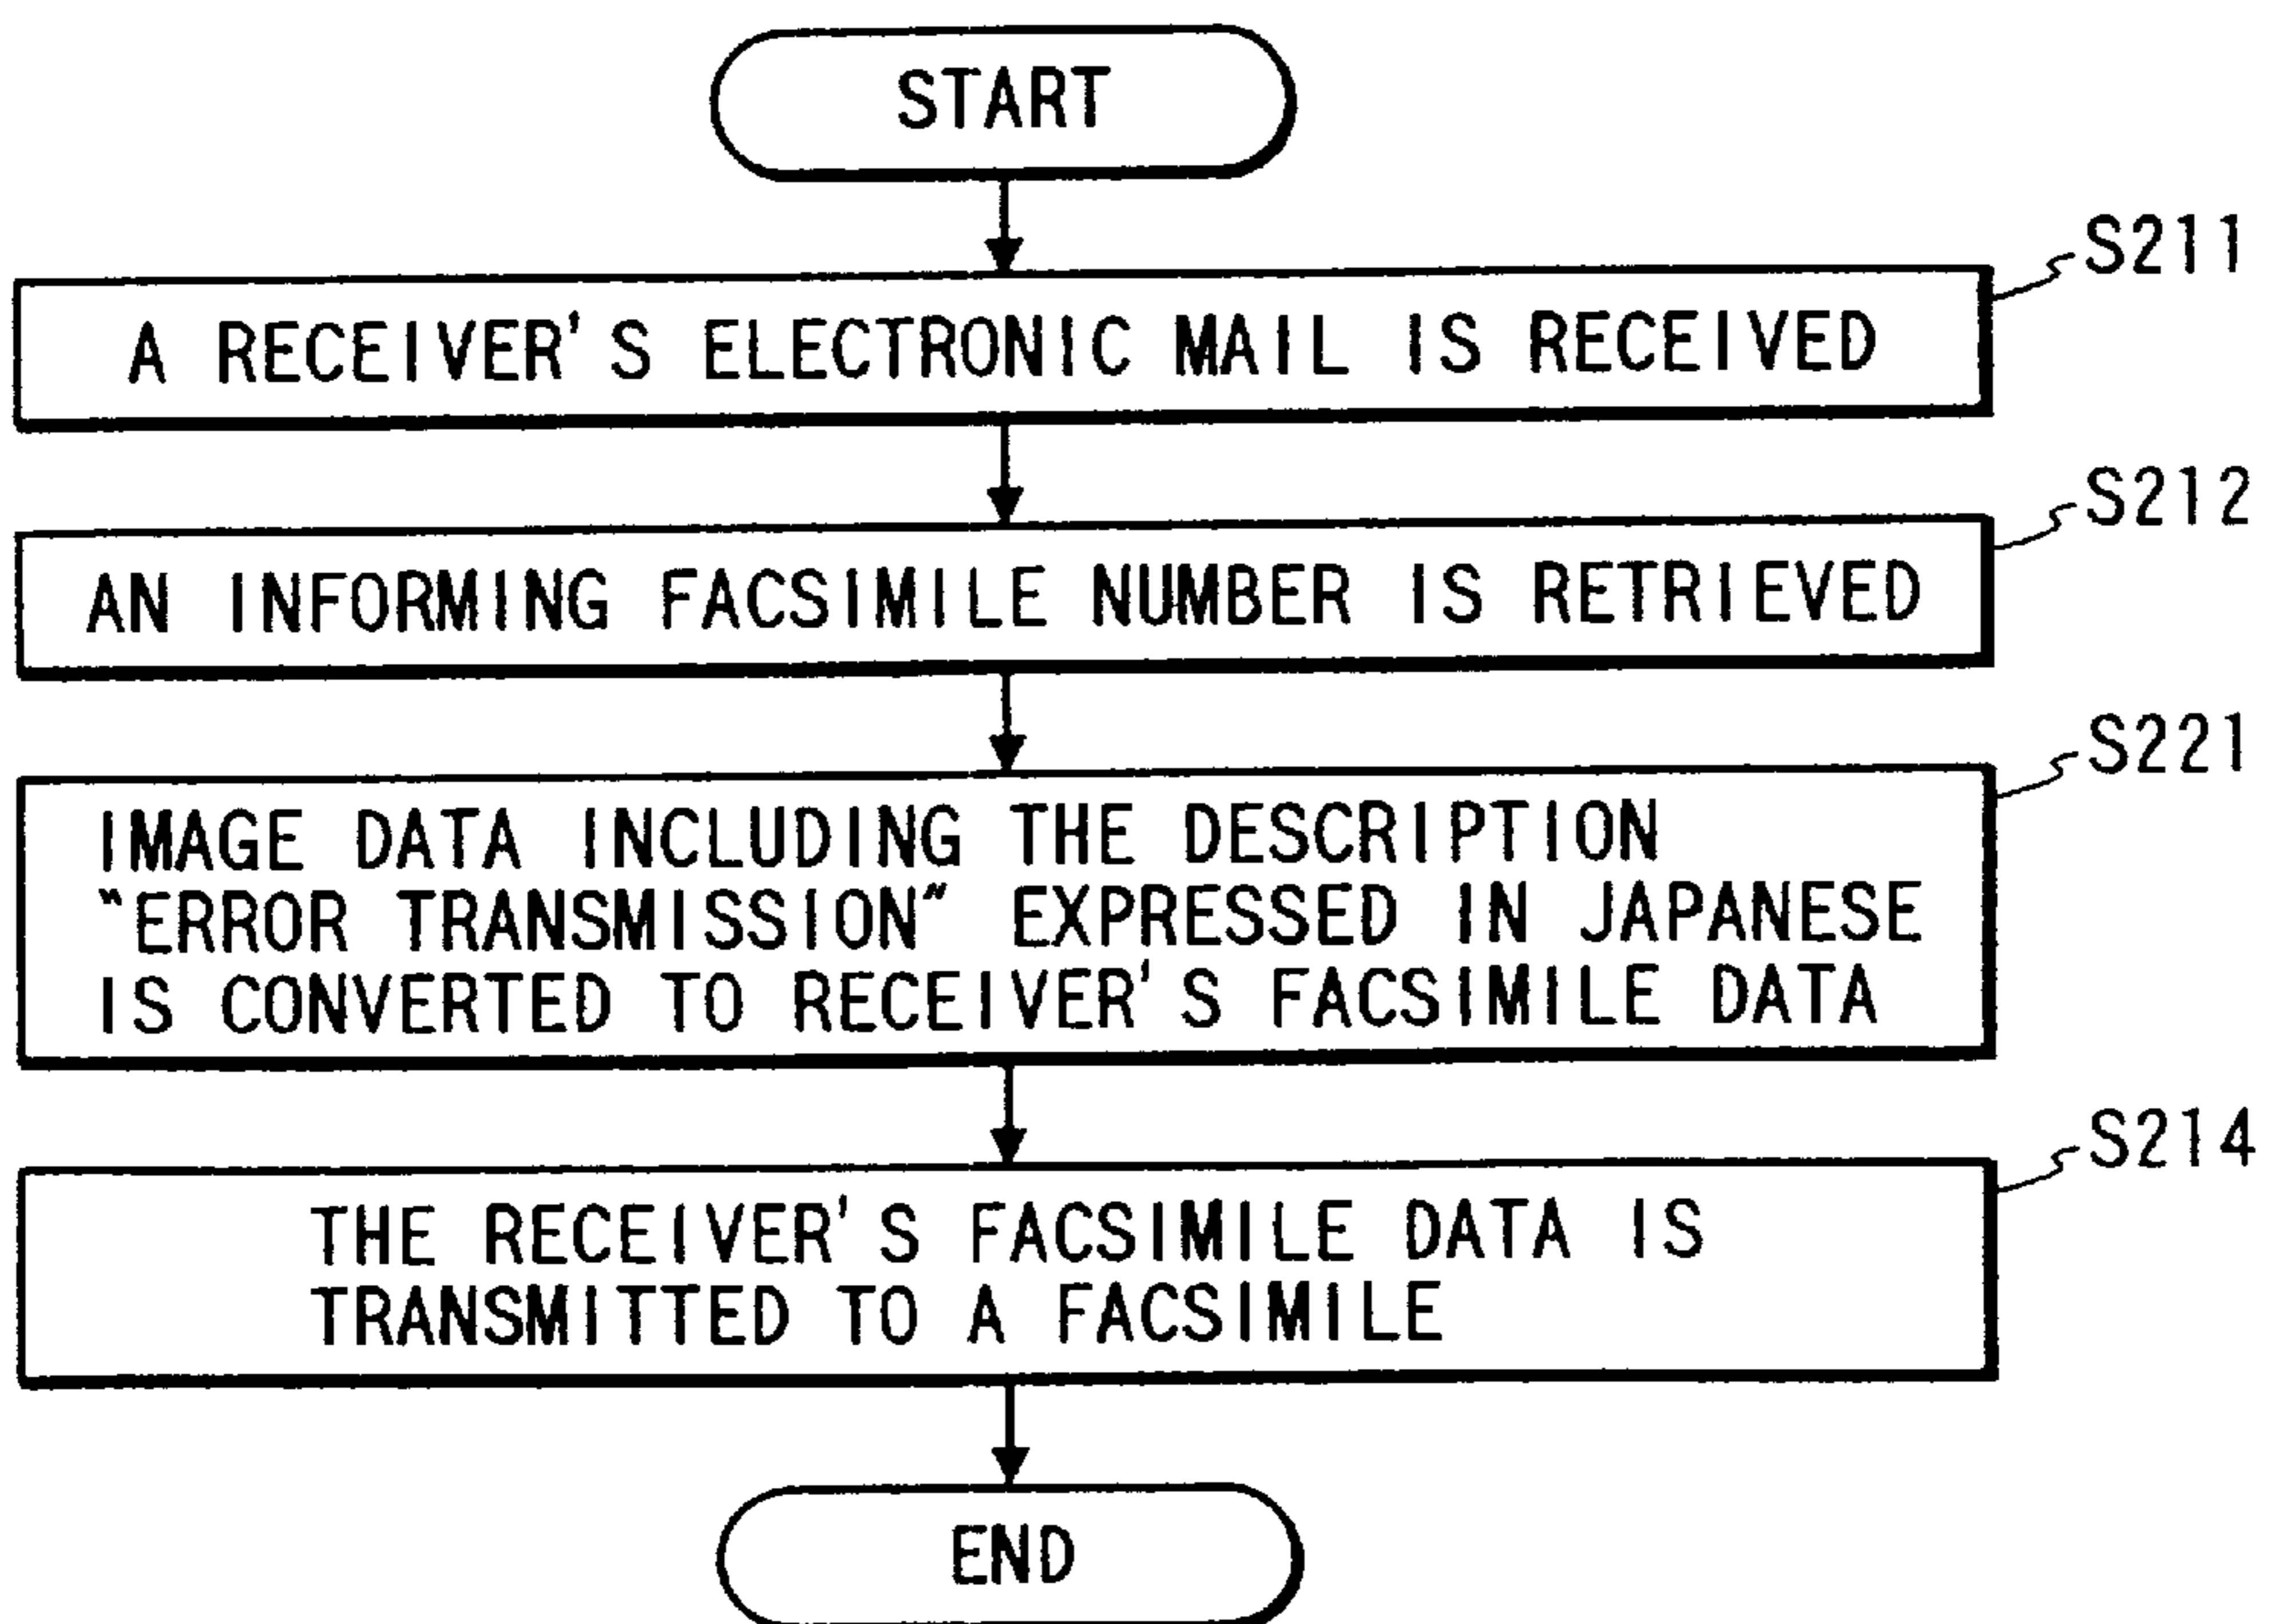 START
S211
A RECEIVER'S ELECTRONIC MAIL IS RECEIVED
S212
AN INFORMING FACSIMILE NUMBER IS RETRIEVED
S221
IMAGE DATA INCLUDING THE DESCRIPTION
"ERROR TRANSMISSION" EXPRESSED IN JAPANESE
IS CONVERTED TO RECEIVER'S FACSIMILE DATA
S214
THE RECEIVER'S FACSIMILE DATA IS
TRANSMITTED TO A FACSIMILE
END